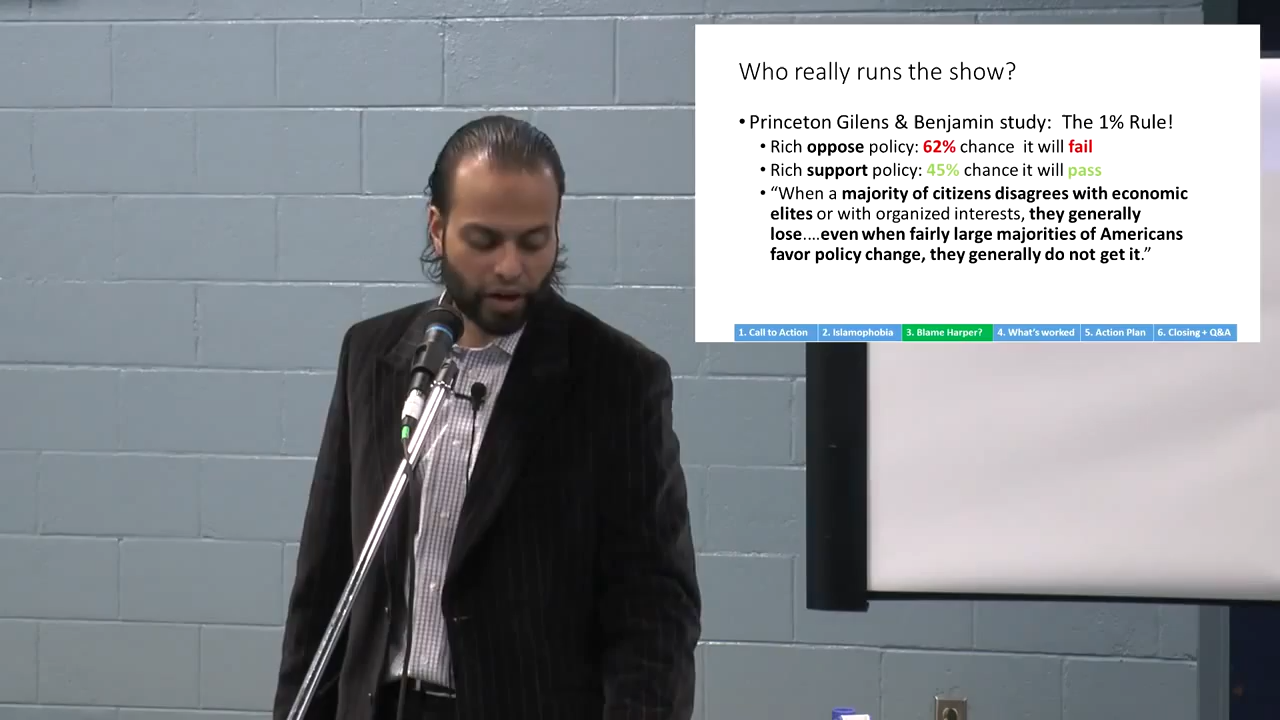 Who really runs the show?
• Princeton Gilens & Benjamin study: The 1% Rule!
• Rich oppose policy: 62% chance it will fail
• Rich support policy: 45% chance it will pass
• “When a majority of citizens disagrees with economic
elites or with organized interests, they generally
lose....even when fairly large majorities of Americans
favor policy change, they generally do not get it.”
1. Call to Action 2. Islamophobia 3. Blame Harper? 4. What's worked 5. Action Plan 6. Closing + Q&A